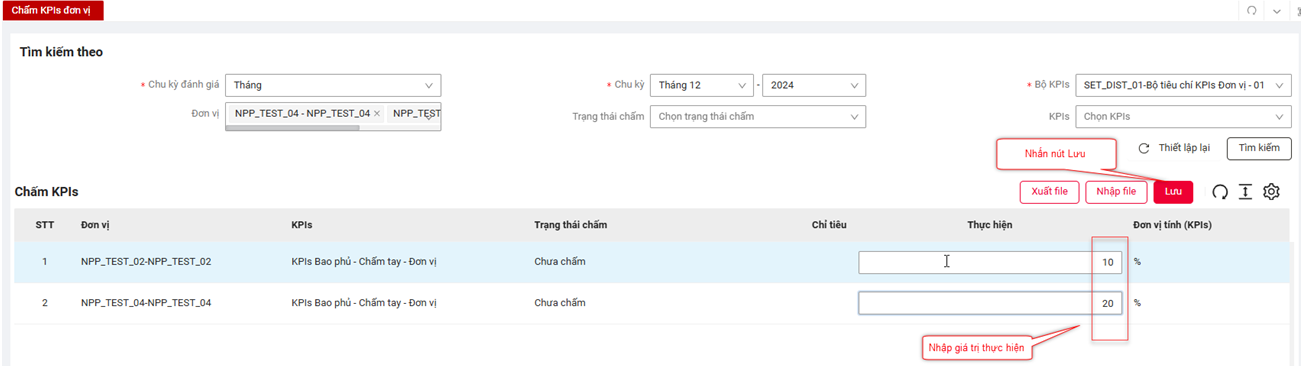 Chấm KPIs đơn vị
Tìm kiếm theo
* Chu kỳ đánh giá Tháng * Chu kỳ Tháng 12 - 2024 * Bộ KPIs SET_DIST_01-Bộ tiêu chí KPIs Đơn vị - 01
Đơn vị NPP_TEST_04 - NPP_TEST_04 × NPP_TEST Trạng thái chấm Chọn trạng thái chấm KPIs Chọn KPIs
Nhấn nút Lưu Thiết lập lại Tìm kiếm
Chấm KPIs Xuất file Nhập file Lưu
STT Đơn vị KPIs Trạng thái chấm Chỉ tiêu Thực hiện Đơn vị tính (KPIs)
1 NPP_TEST_02-NPP_TEST_02 KPIs Bao phủ - Chấm tay - Đơn vị Chưa chấm 10 %
2 NPP_TEST_04-NPP_TEST_04 KPIs Bao phủ - Chấm tay - Đơn vị Chưa chấm 20 %
Nhập giá trị thực hiện